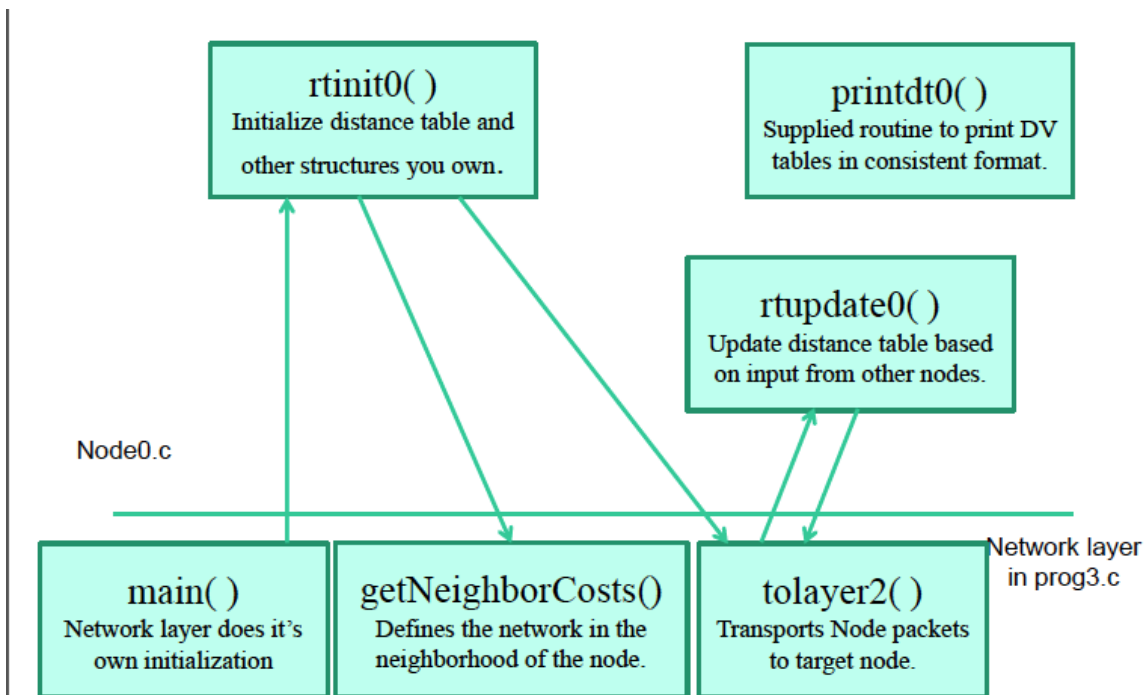 rtinit0( )
Initialize distance table and
other structures you own.
printdt0( )
Supplied routine to print DV
tables in consistent format.
rtupdate0( )
Update distance table based
on input from other nodes.
Node0.c
Network layer
in prog3.c
main( )
Network layer does it's
own initialization
getNeighborCosts()
Defines the network in the
neighborhood of the node.
tolayer2( )
Transports Node packets
to target node.